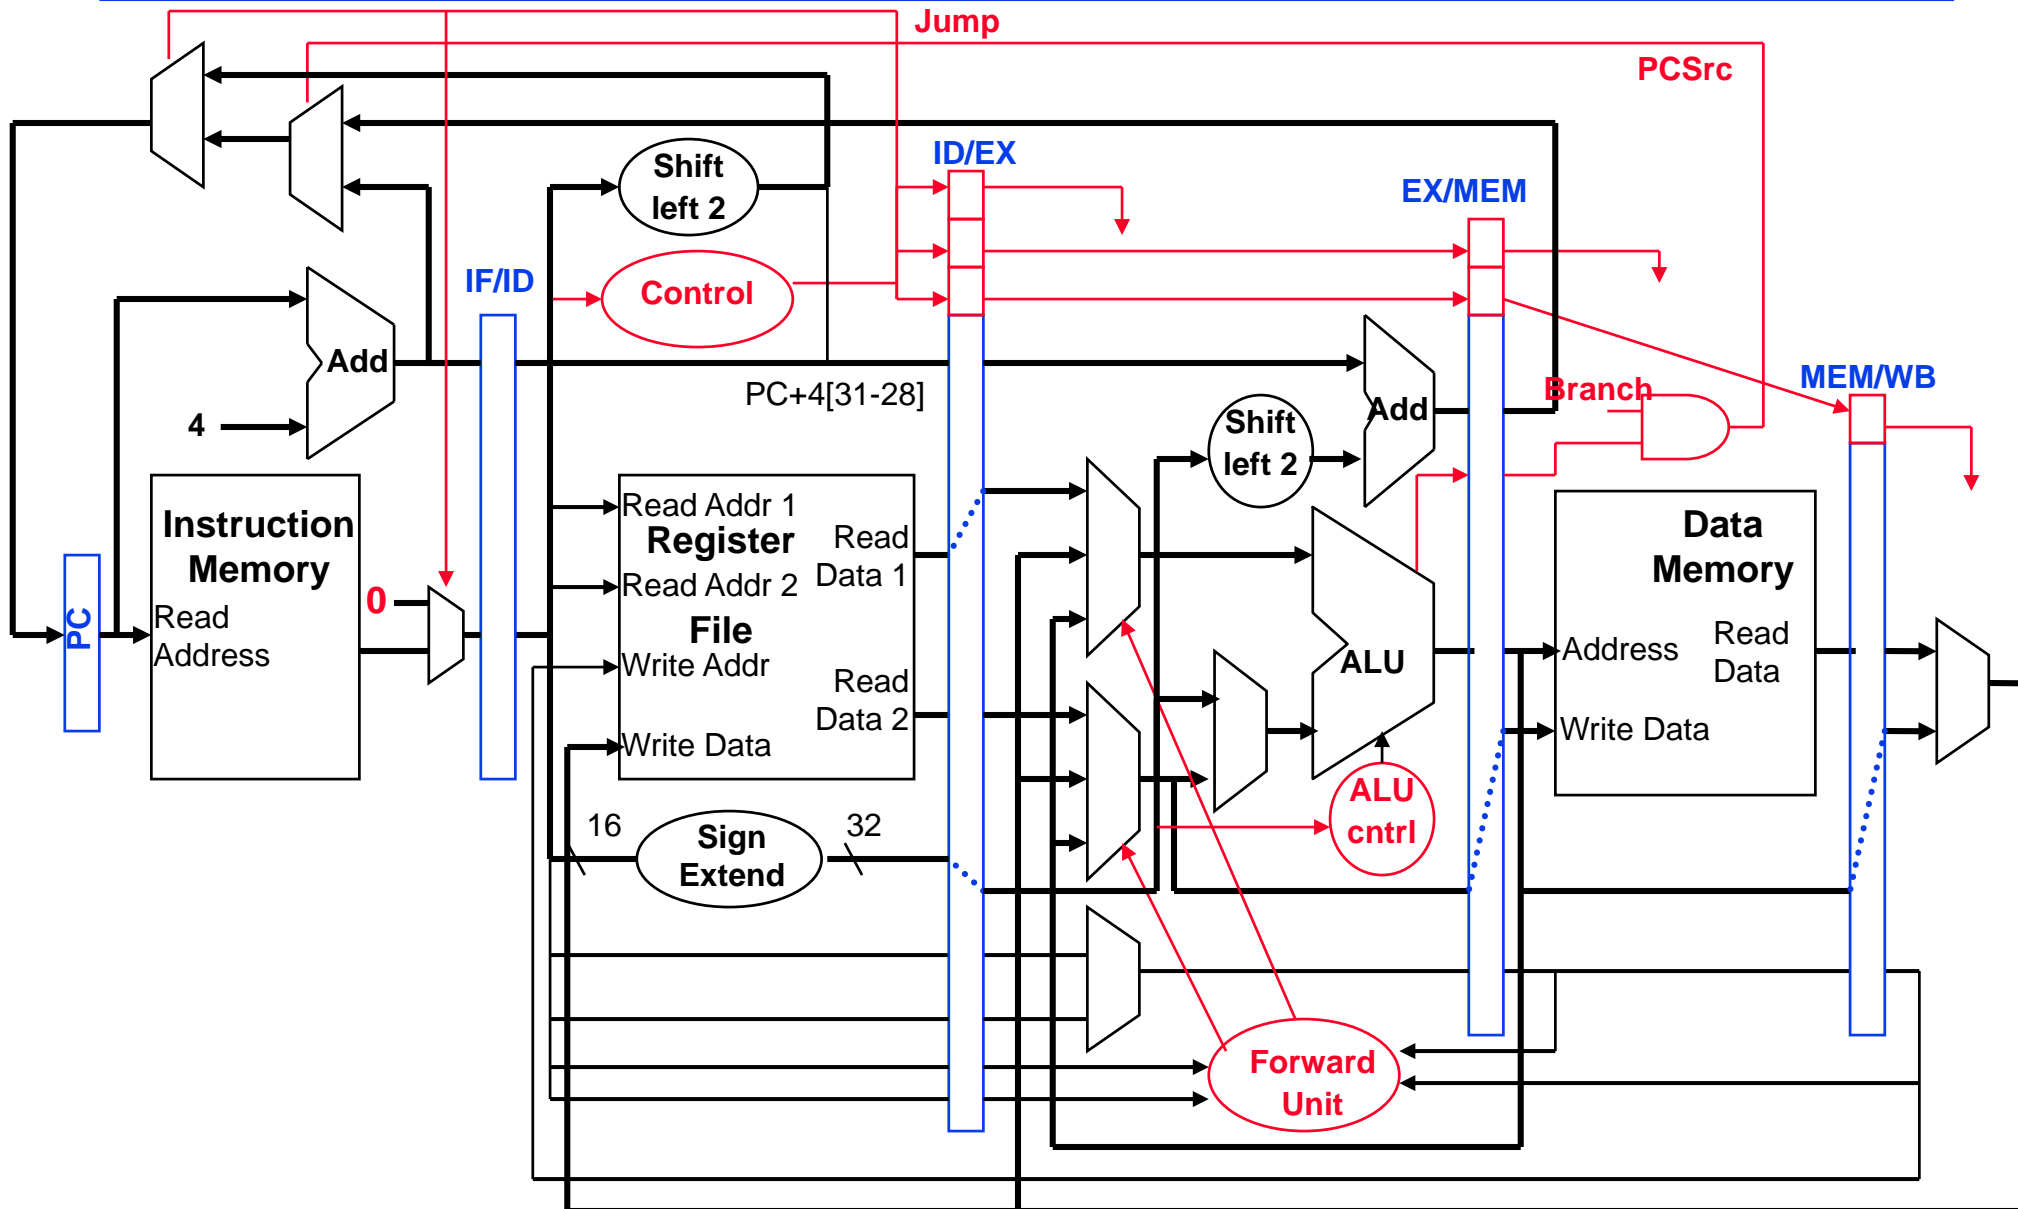 Jump
PCSrc
Shift
left 2
ID/EX
EX/MEM
IF/ID
Control
Add
PC+4[31-28]
4
Branch
MEM/WB
Shift
left 2
Add
Instruction
Memory
Read
Address
PC
0
Read Addr 1
Register
Read Addr 2
File
Write Addr
Write Data
Read
Data 1
Read
Data 2
ALU
Data
Memory
Address
Read
Data
Write Data
16
Sign
Extend
32
ALU
cntrl
Forward
Unit